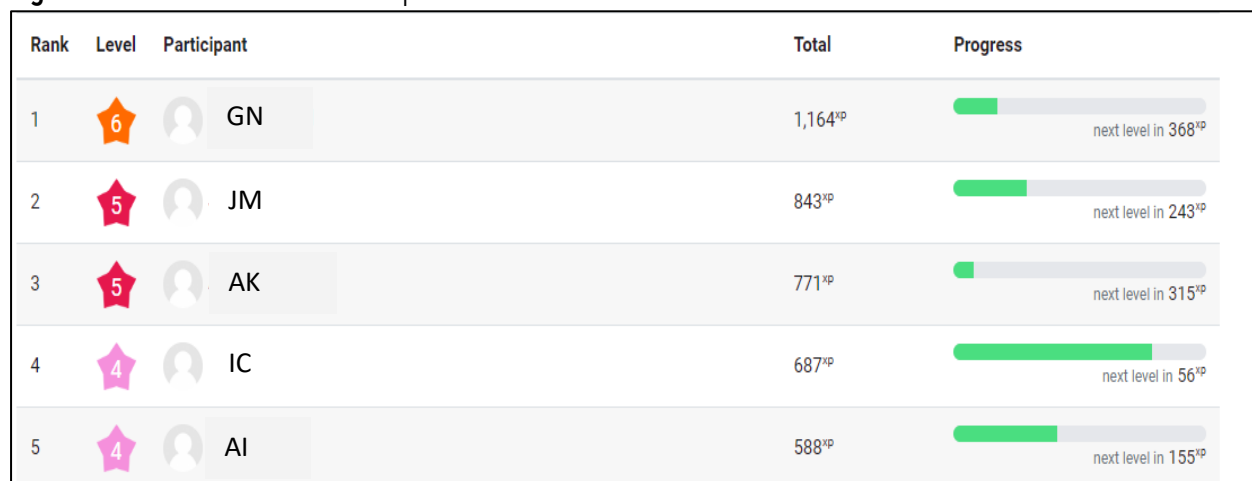 Rank Level Participant Total Progress
1 6 GN 1,164xp
next level in 368xp
2 5 JM 843xp
next level in 243xp
3 5 AK 771xp
next level in 315xp
4 4 IC 687xp
next level in 56xp
5 4 AI 588xp
next level in 155xp